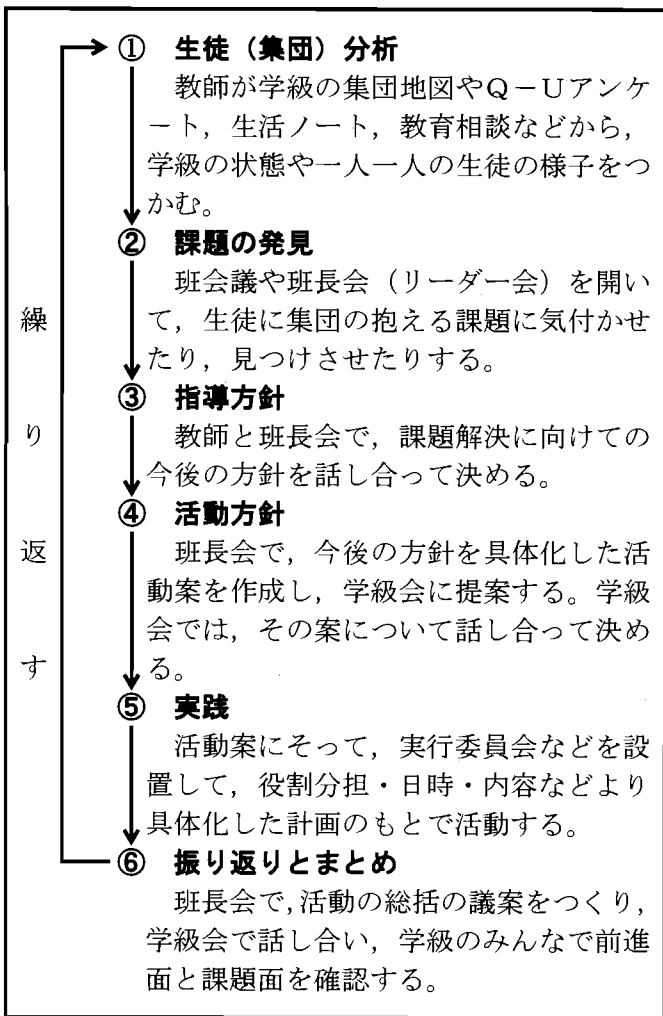 ① 生徒（集団）分析
教師が学級の集団地図やQ－Uアンケ
ート，生活ノート，教育相談などから，
学級の状態や一人一人の生徒の様子をつ
かむ。
② 課題の発見
班会議や班長会（リーダー会）を開い
て，生徒に集団の抱える課題に気付かせ
たり，見つけさせたりする。
③ 指導方針
教師と班長会で，課題解決に向けての
今後の方針を話し合って決める。
④ 活動方針
班長会で，今後の方針を具体化した活
動案を作成し，学級会に提案する。学級
会では，その案について話し合って決め
る。
⑤ 実践
活動案にそって，実行委員会などを設
置して，役割分担・日時・内容などより
具体化した計画のもとで活動する。
⑥ 振り返りとまとめ
班長会で，活動の総括の議案をつくり，
学級会で話し合い，学級のみんなで前進
面と課題面を確認する。
繰り返す